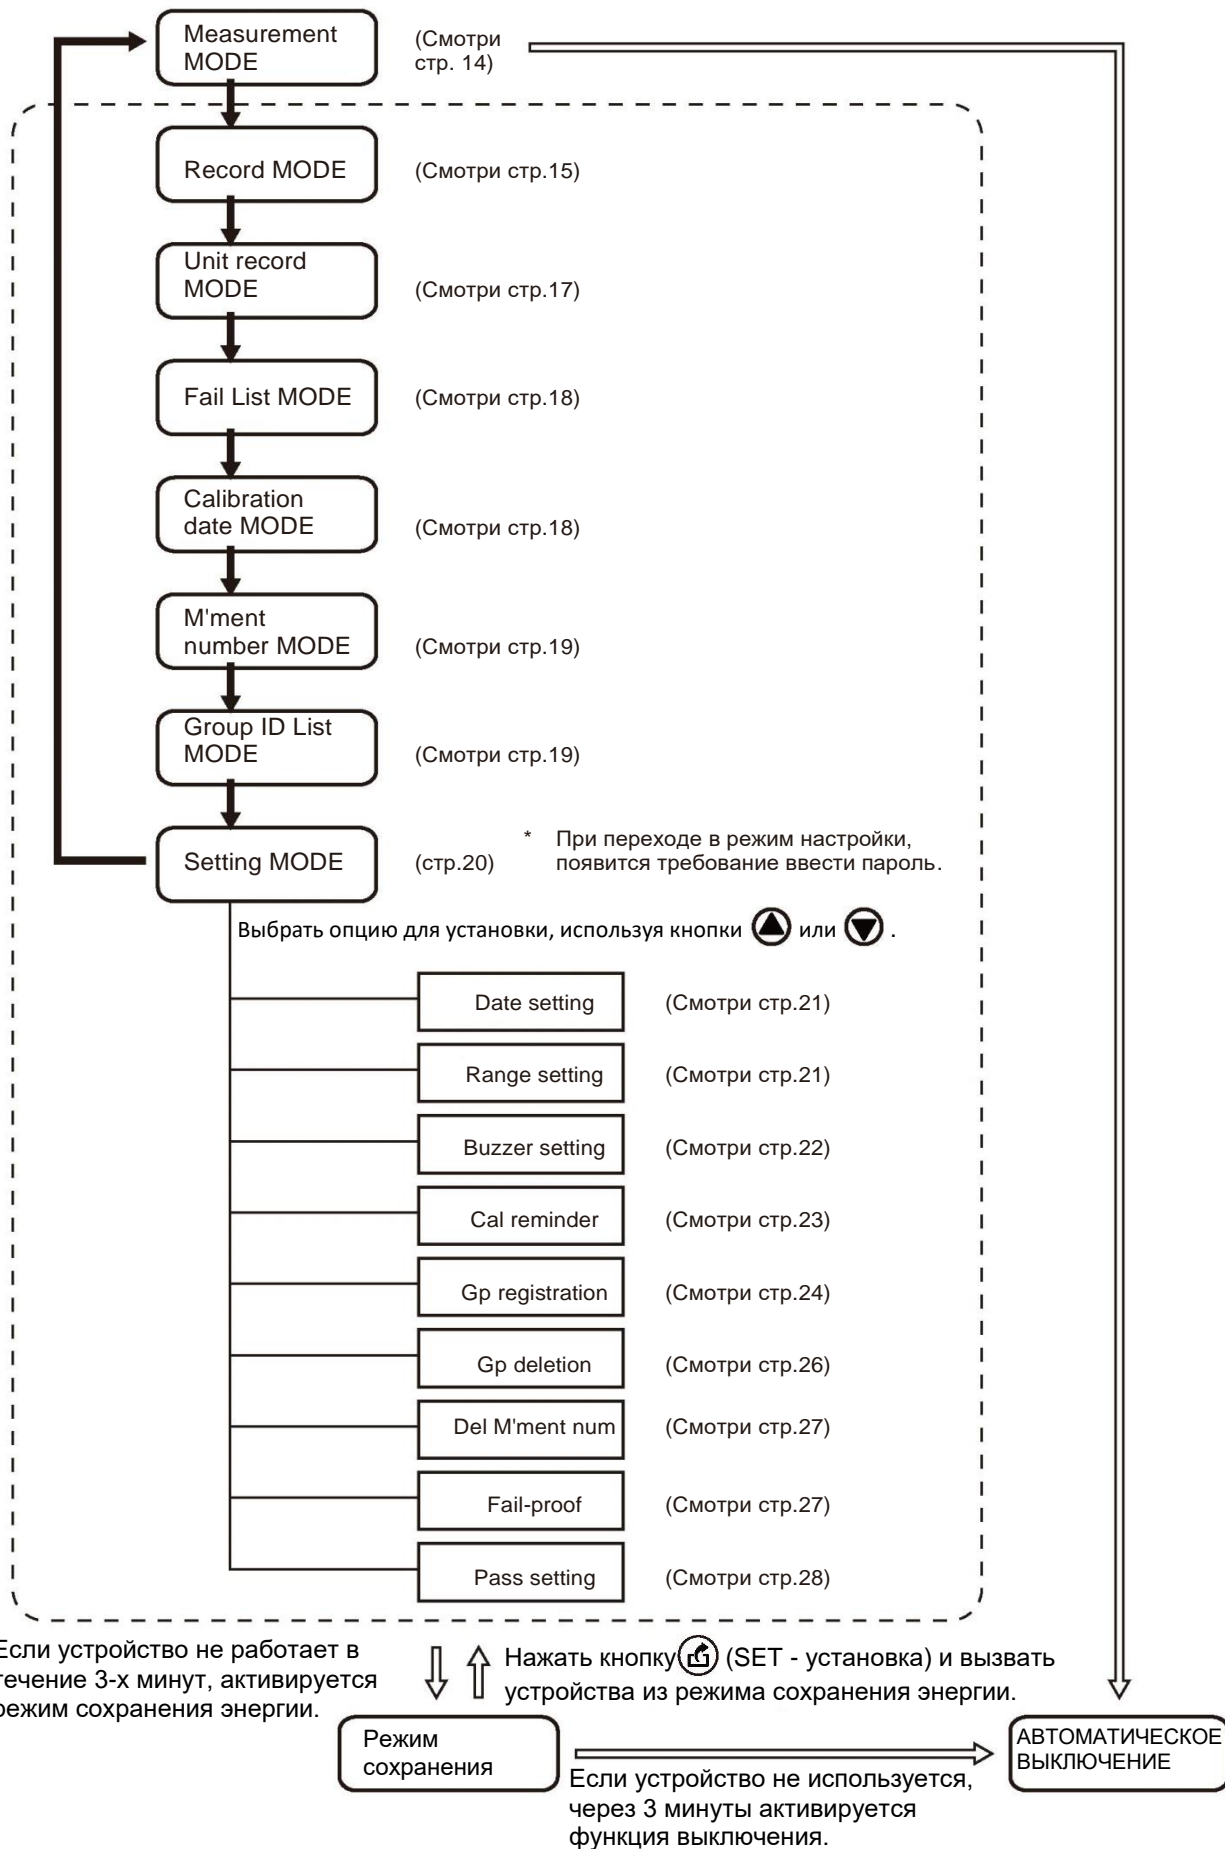 Measurement
MODE
(Смотри
стр. 14)
Record MODE
(Смотри стр.15)
Unit record
MODE
(Смотри стр.17)
Fail List MODE
(Смотри стр.18)
Calibration
date MODE
(Смотри стр.18)
M'ment
number MODE
(Смотри стр.19)
Group ID List
MODE
(Смотри стр.19)
Setting MODE
(стр.20)
* При переходе в режим настройки,
появится требование ввести пароль.
Выбрать опцию для установки, используя кнопки или .
Date setting
(Смотри стр.21)
Range setting
(Смотри стр.21)
Buzzer setting
(Смотри стр.22)
Cal reminder
(Смотри стр.23)
Gp registration
(Смотри стр.24)
Gp deletion
(Смотри стр.26)
Del M'ment num
(Смотри стр.27)
Fail-proof
(Смотри стр.27)
Pass setting
(Смотри стр.28)
Если устройство не работает в
течение 3-х минут, активируется
режим сохранения энергии.
Нажать кнопку (SET - установка) и вызвать
устройства из режима сохранения энергии.
Режим
сохранения
Если устройство не используется,
через 3 минуты активируется
функция выключения.
АВТОМАТИЧЕСКОЕ
ВЫКЛЮЧЕНИЕ